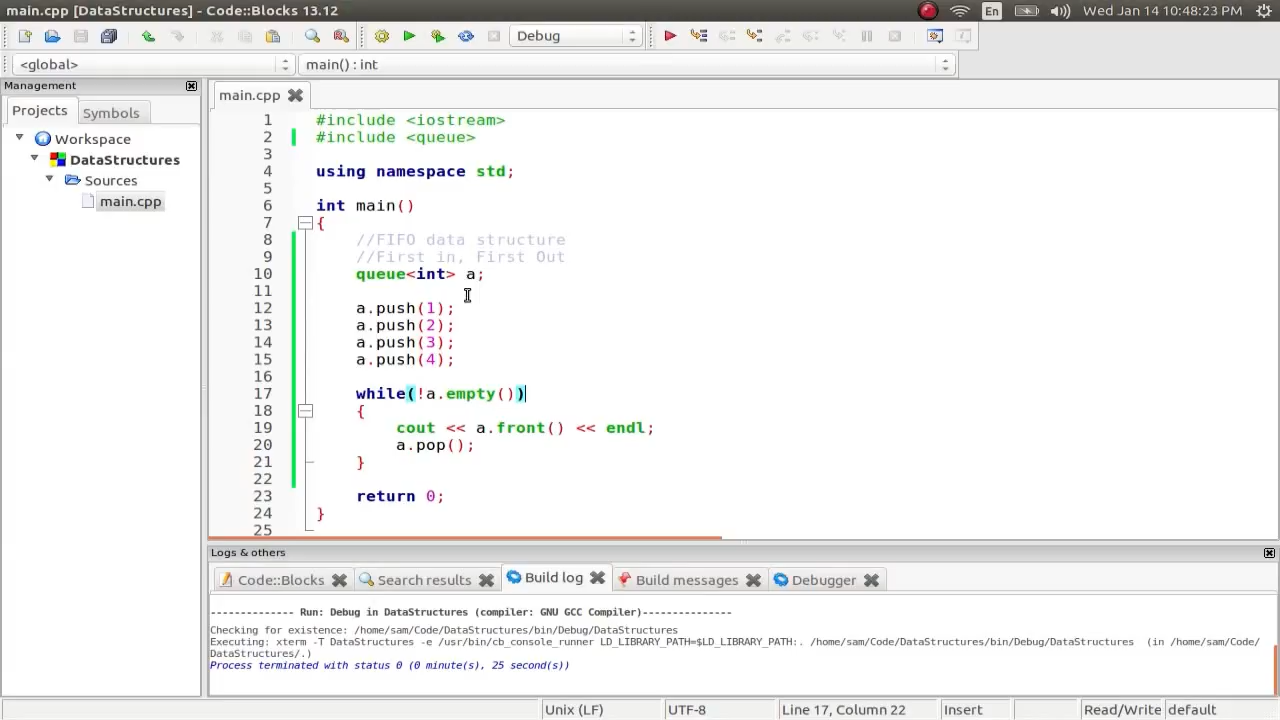 main.cpp [DataStructures] - Code::Blocks 13.12
En
Wed Jan 14 10:48:23 PM
Debug
<global>
main() : int
Management
Projects
Symbols
Workspace
DataStructures
Sources
main.cpp
main.cpp
1 #include <iostream>
2 #include <queue>
3
4 using namespace std;
5
6 int main()
7 {
8 //FIFO data structure
9 //First in, First Out
10 queue<int> a;
11
12 a.push(1);
13 a.push(2);
14 a.push(3);
15 a.push(4);
16
17 while(!a.empty())
18 {
19 cout << a.front() << endl;
20 a.pop();
21 }
22
23 return 0;
24 }
25
Logs & others
Code::Blocks
Search results
Build log
Build messages
Debugger
-------------- Run: Debug in DataStructures (compiler: GNU GCC Compiler)---------------
Checking for existence: /home/sam/Code/DataStructures/bin/Debug/DataStructures
Executing: xterm -T DataStructures -e /usr/bin/cb_console_runner LD_LIBRARY_PATH=$LD_LIBRARY_PATH:. /home/sam/Code/DataStructures/bin/Debug/DataStructures  (in /home/sam/Code/
DataStructures/.)
Process terminated with status 0 (0 minute(s), 25 second(s))
Unix (LF)
UTF-8
Line 17, Column 22
Insert
Read/Write
default